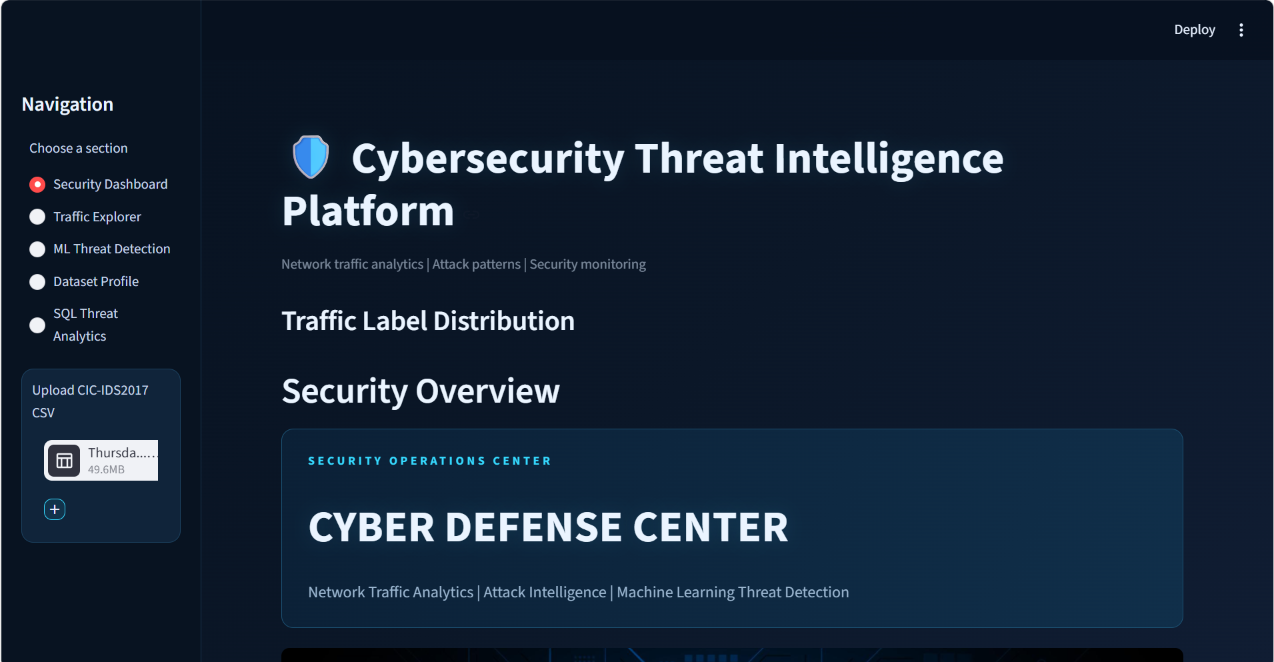 Deploy
Navigation
Choose a section
Security Dashboard
Traffic Explorer
ML Threat Detection
Dataset Profile
SQL Threat
Analytics
Upload CIC-IDS2017
CSV
Thursda......
49.6MB
Cybersecurity Threat Intelligence
Platform
Network traffic analytics | Attack patterns | Security monitoring
Traffic Label Distribution
Security Overview
SECURITY OPERATIONS CENTER
CYBER DEFENSE CENTER
Network Traffic Analytics | Attack Intelligence | Machine Learning Threat Detection